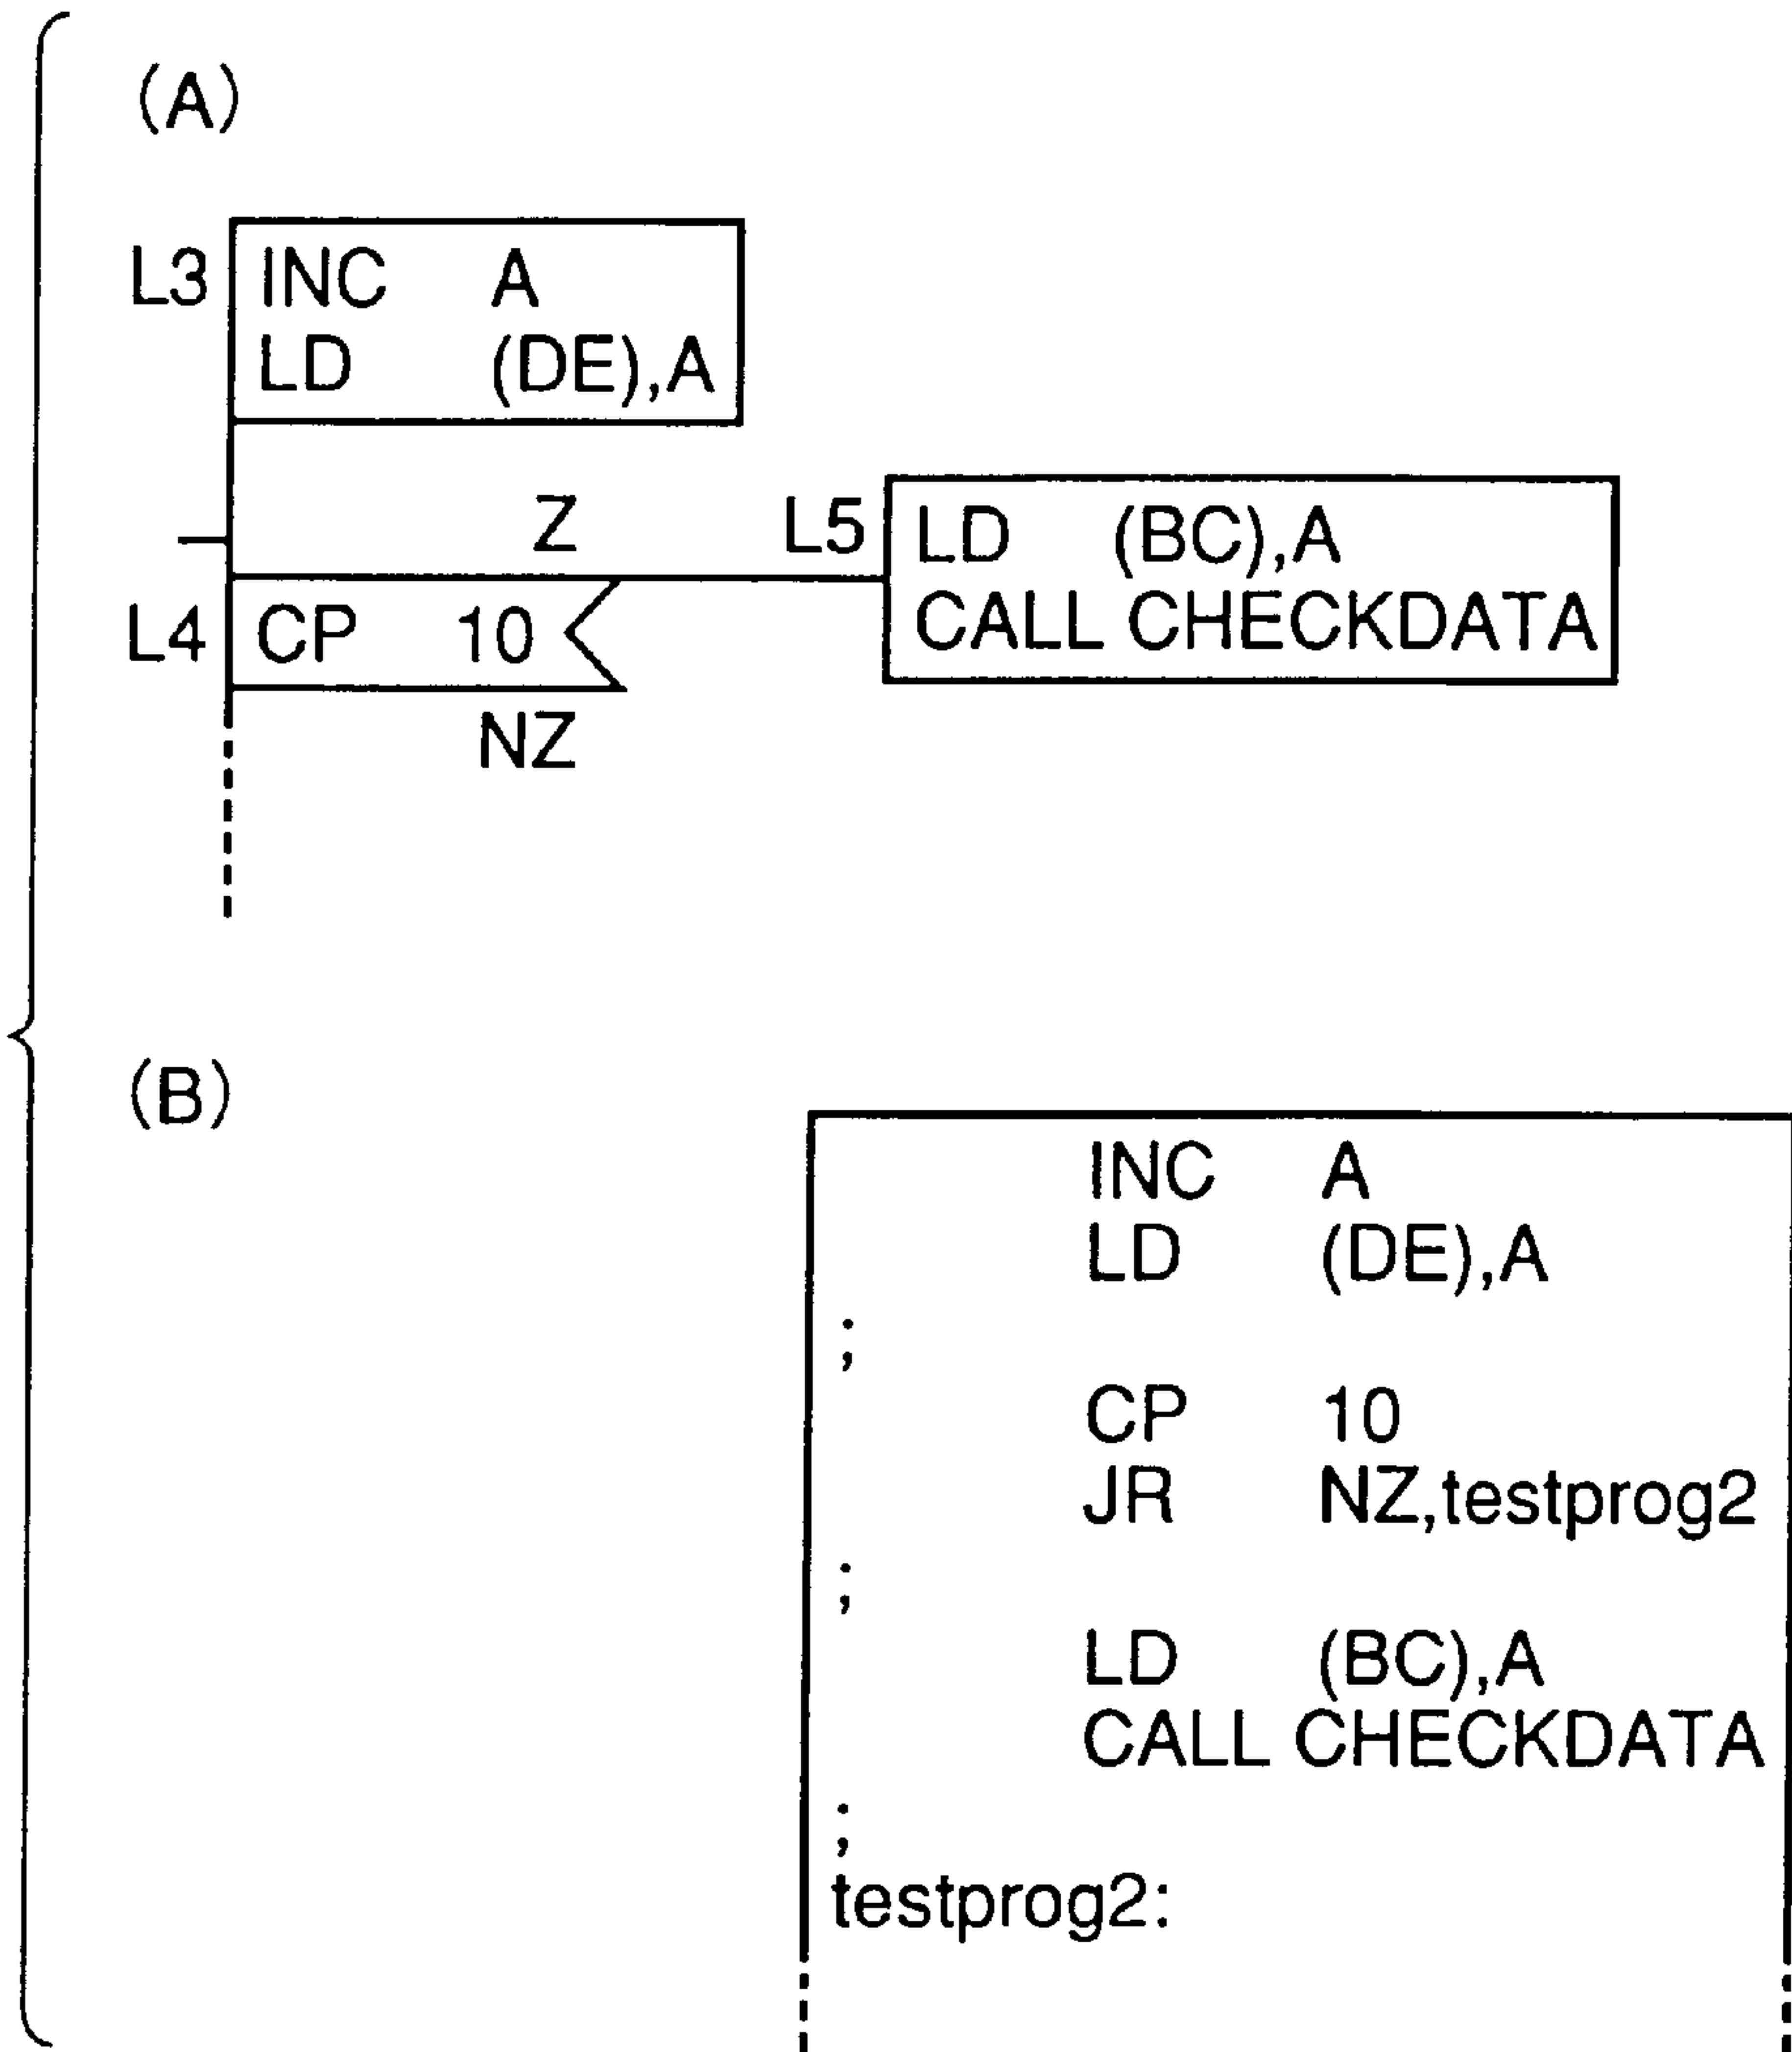 (A)
L3 INC A
LD (DE),A
Z
L5 LD (BC),A
CALL CHECKDATA
L4 CP 10
NZ
(B)
INC A
LD (DE),A
;
CP 10
JR NZ,testprog2
;
LD (BC),A
CALL CHECKDATA
;
testprog2: